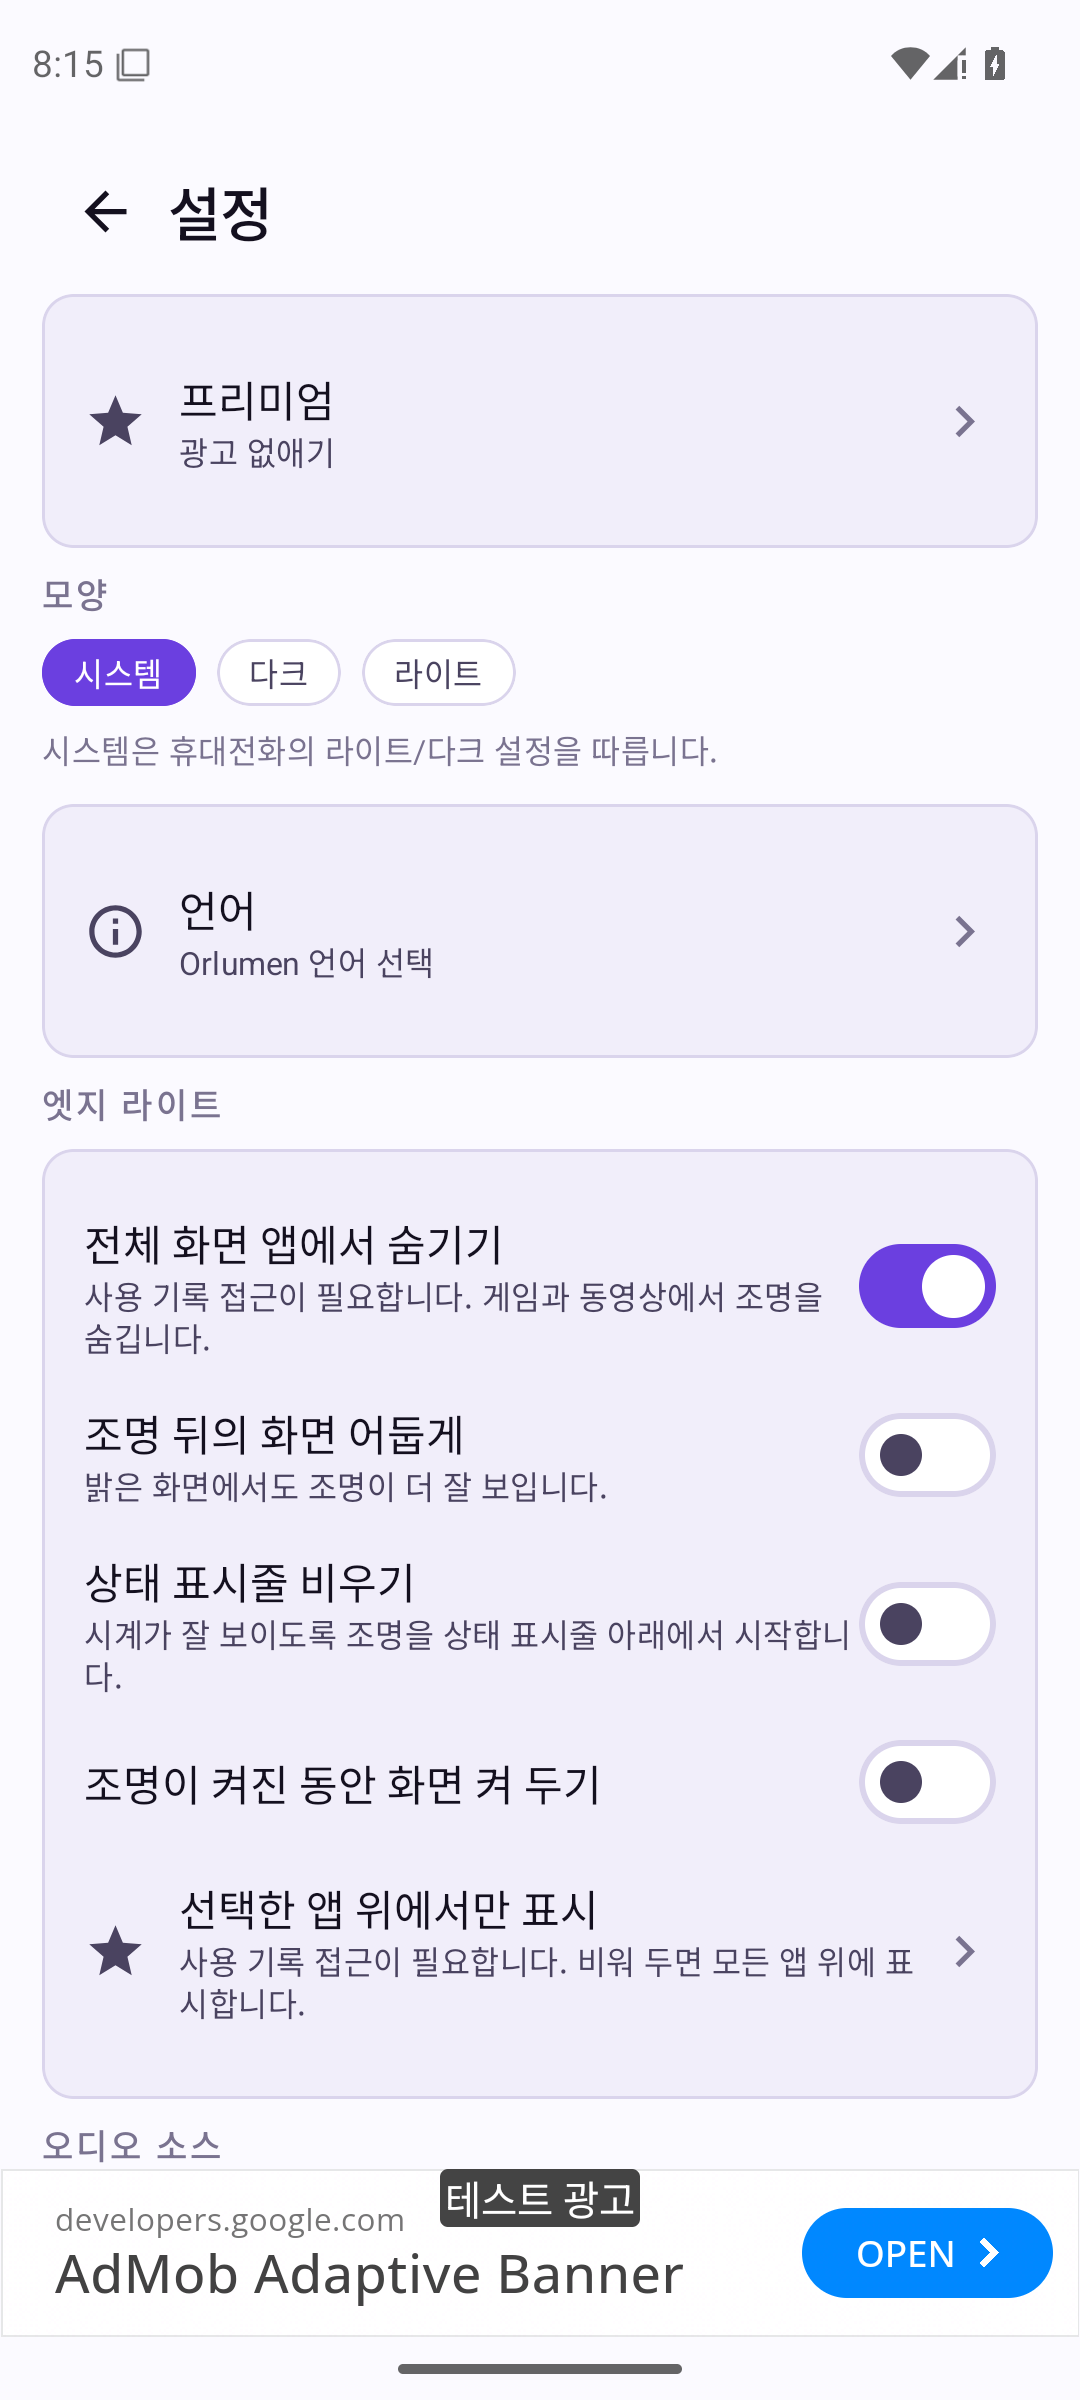 8:15
설정
프리미엄
광고 없애기
모양
시스템
다크
라이트
시스템은 휴대전화의 라이트/다크 설정을 따릅니다.
언어
Orlumen 언어 선택
엣지 라이트
전체 화면 앱에서 숨기기
사용 기록 접근이 필요합니다. 게임과 동영상에서 조명을
숨깁니다.
조명 뒤의 화면 어둡게
밝은 화면에서도 조명이 더 잘 보입니다.
상태 표시줄 비우기
시계가 잘 보이도록 조명을 상태 표시줄 아래에서 시작합니
다.
조명이 켜진 동안 화면 켜 두기
선택한 앱 위에서만 표시
사용 기록 접근이 필요합니다. 비워 두면 모든 앱 위에 표
시합니다.
오디오 소스
테스트 광고
developers.google.com
AdMob Adaptive Banner
OPEN